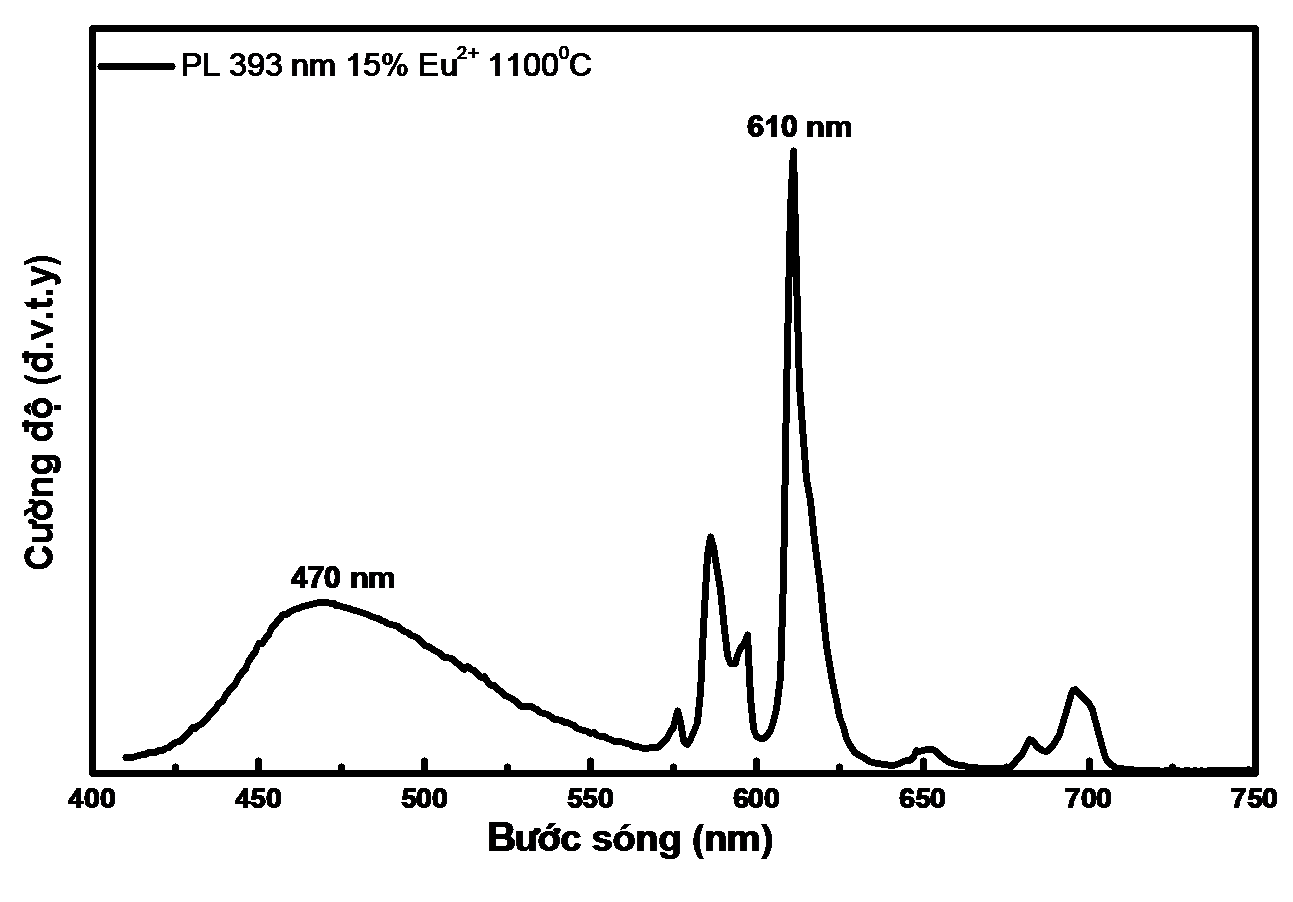 PL 393 nm 15% Eu²⁺ 1100⁰C
610 nm
470 nm
Cường độ (đ.v.t.y)
400 450 500 550 600 650 700 750
Bước sóng (nm)